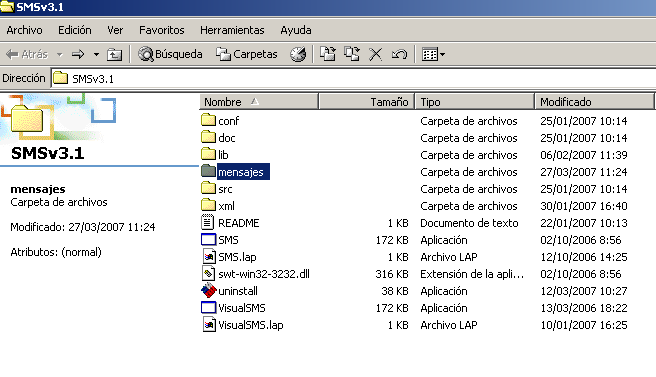 SMSv3.1
Archivo Edición Ver Favoritos Herramientas Ayuda
Atrás Búsqueda Carpetas
Dirección SMSv3.1
Nombre Tamaño Tipo Modificado
SMSv3.1
mensajes
Carpeta de archivos
Modificado: 27/03/2007 11:24
Atributos: (normal)
conf Carpeta de archivos 25/01/2007 10:14
doc Carpeta de archivos 25/01/2007 10:14
lib Carpeta de archivos 06/02/2007 11:39
mensajes Carpeta de archivos 27/03/2007 11:24
src Carpeta de archivos 25/01/2007 10:14
xml Carpeta de archivos 30/01/2007 16:40
README 1 KB Documento de texto 22/01/2007 10:13
SMS 172 KB Aplicación 02/10/2006 8:56
SMS.lap 1 KB Archivo LAP 12/10/2006 14:25
swt-win32-3232.dll 316 KB Extensión de la apli... 02/10/2006 8:56
uninstall 38 KB Aplicación 12/03/2007 10:27
VisualSMS 172 KB Aplicación 13/03/2006 18:22
VisualSMS.lap 1 KB Archivo LAP 10/01/2007 16:25